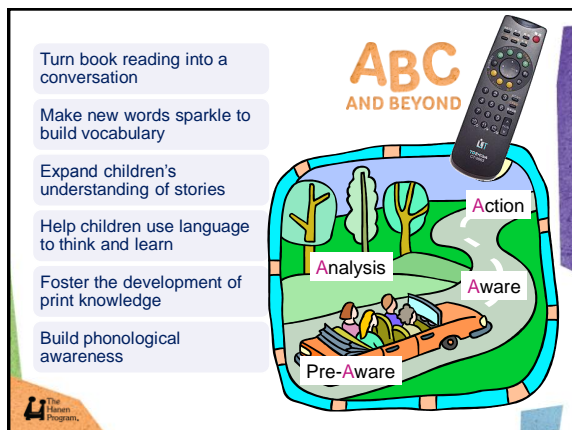 Turn book reading into a
conversation
Make new words sparkle to
build vocabulary
Expand children's
understanding of stories
Help children use language
to think and learn
Foster the development of
print knowledge
Build phonological
awareness
ABC
AND BEYOND
TOSHIBA
Action
Analysis
Aware
Pre-Aware
The
Hanen
Program®